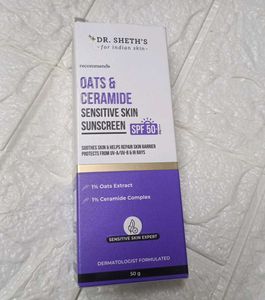 DR. SHETH'S
for indian skin
recommends
OATS &
CERAMIDE
SENSITIVE SKIN
SUNSCREEN SPF 50+
SOOTHES SKIN & HELPS REPAIR SKIN BARRIER
PROTECTS FROM UV-A/UV-B & IR RAYS
1% Oats Extract
1% Ceramide Complex
SENSITIVE SKIN EXPERT
DERMATOLOGIST FORMULATED
50 g